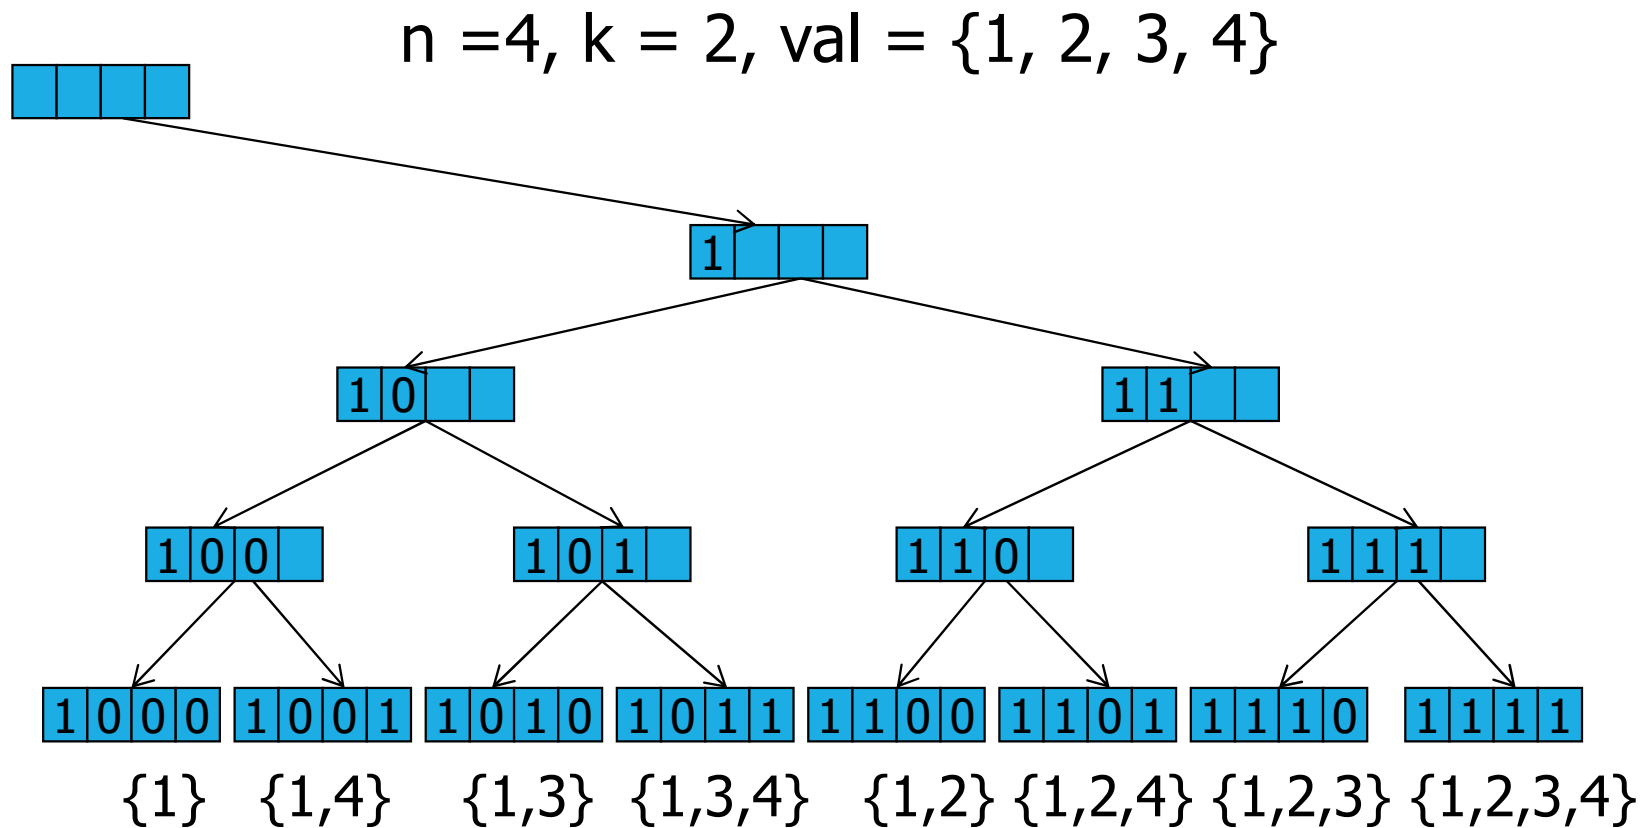 n =4, k = 2, val = {1, 2, 3, 4}
1
1 0
1 1
1 0 0
1 0 1
1 1 0
1 1 1
1 0 0 0
1 0 0 1
1 0 1 0
1 0 1 1
1 1 0 0
1 1 0 1
1 1 1 0
1 1 1 1
{1}
{1,4}
{1,3}
{1,3,4}
{1,2}
{1,2,4}
{1,2,3}
{1,2,3,4}